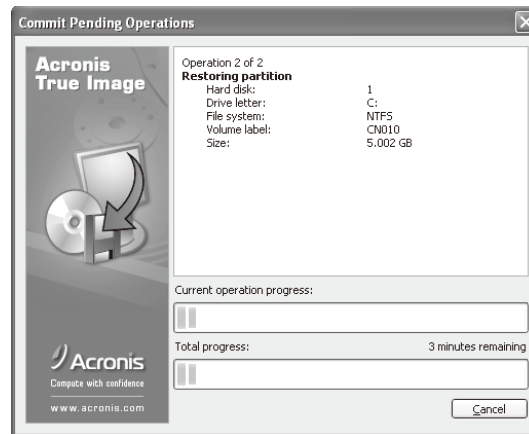 Commit Pending Operations
Acronis
True Image
Operation 2 of 2
Restoring partition
Hard disk: 1
Drive letter: C:
File system: NTFS
Volume label: CN010
Size: 5.002 GB
Current operation progress:
Total progress: 3 minutes remaining
Acronis
Compute with confidence
www.acronis.com
Cancel